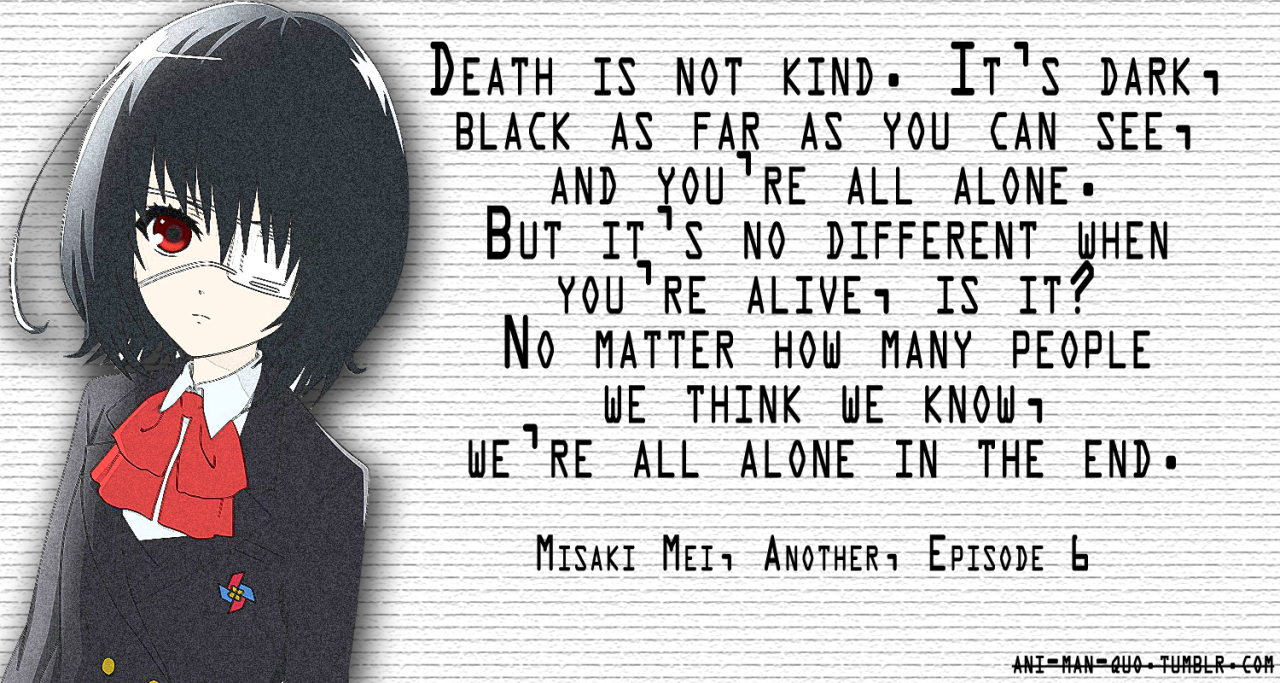 Death is not kind. It's dark,
black as far as you can see,
and you're all alone.
But it's no different when
you're alive, is it?
No matter how many people
we think we know,
we're all alone in the end.
Misaki Mei, Another, Episode 6
ani-man-quo.tumblr.com